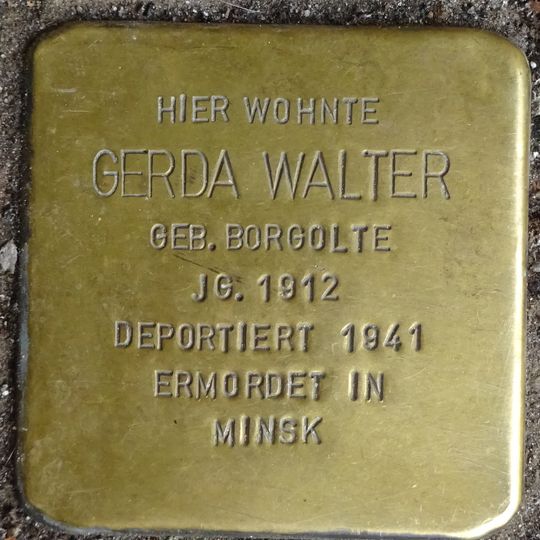 HIER WOHNTE
GERDA WALTER
GEB. BORGOLTE
JG. 1912
DEPORTIERT 1941
ERMORDET IN
MINSK